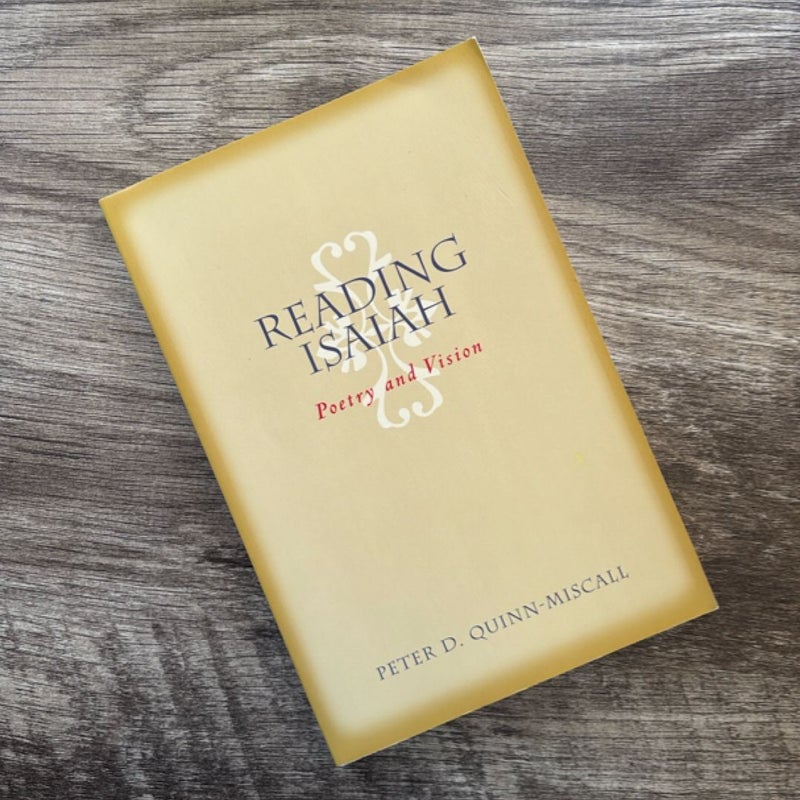 READING
ISAIAH
Poetry and Vision
PETER D. QUINN-MISCALL